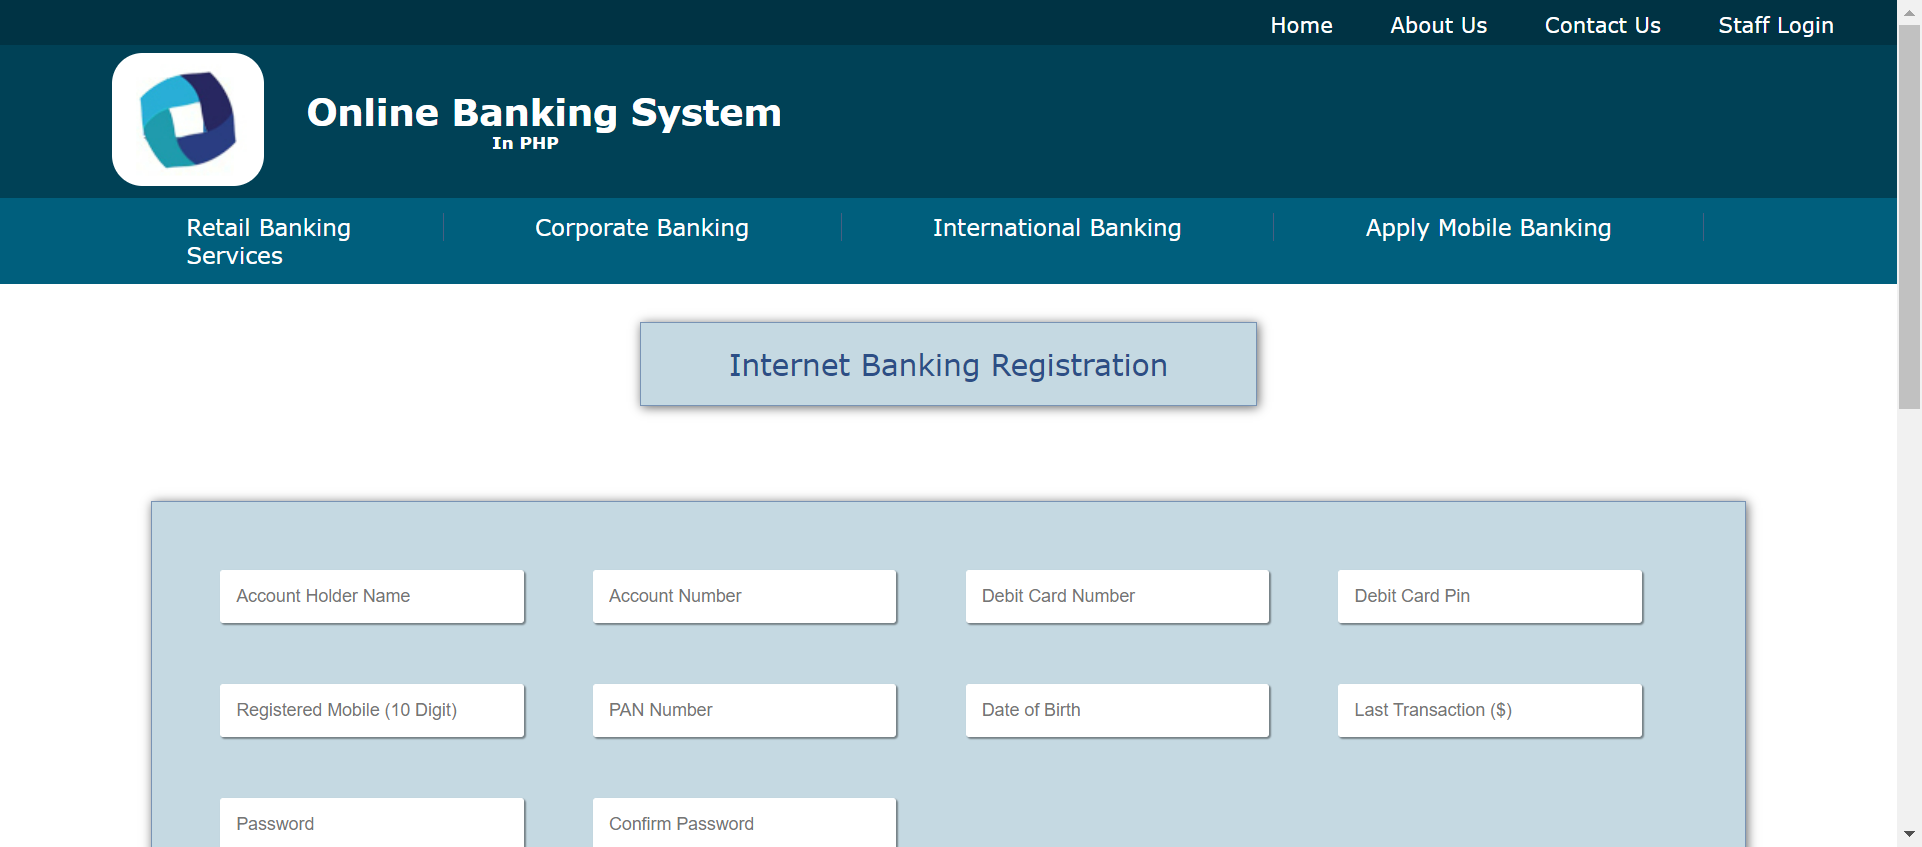 Home About Us Contact Us Staff Login
Online Banking System
In PHP
Retail Banking Services Corporate Banking International Banking Apply Mobile Banking
Internet Banking Registration
Account Holder Name Account Number Debit Card Number Debit Card Pin
Registered Mobile (10 Digit) PAN Number Date of Birth Last Transaction ($)
Password Confirm Password